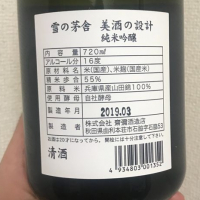 雪の茅舎 美酒の設計
純米吟醸
内容量 720㎖
アルコール分 16度
原材料名 米(国産)、米麹(国産米)
精米歩合 55%
原料米 兵庫県産山田錦100%
使用酵母 自社酵母
製造年月 2019.03
製造者 株式会社 齋彌酒造店
秋田県由利本荘市石脇字石脇53
清酒
4 934803 001392